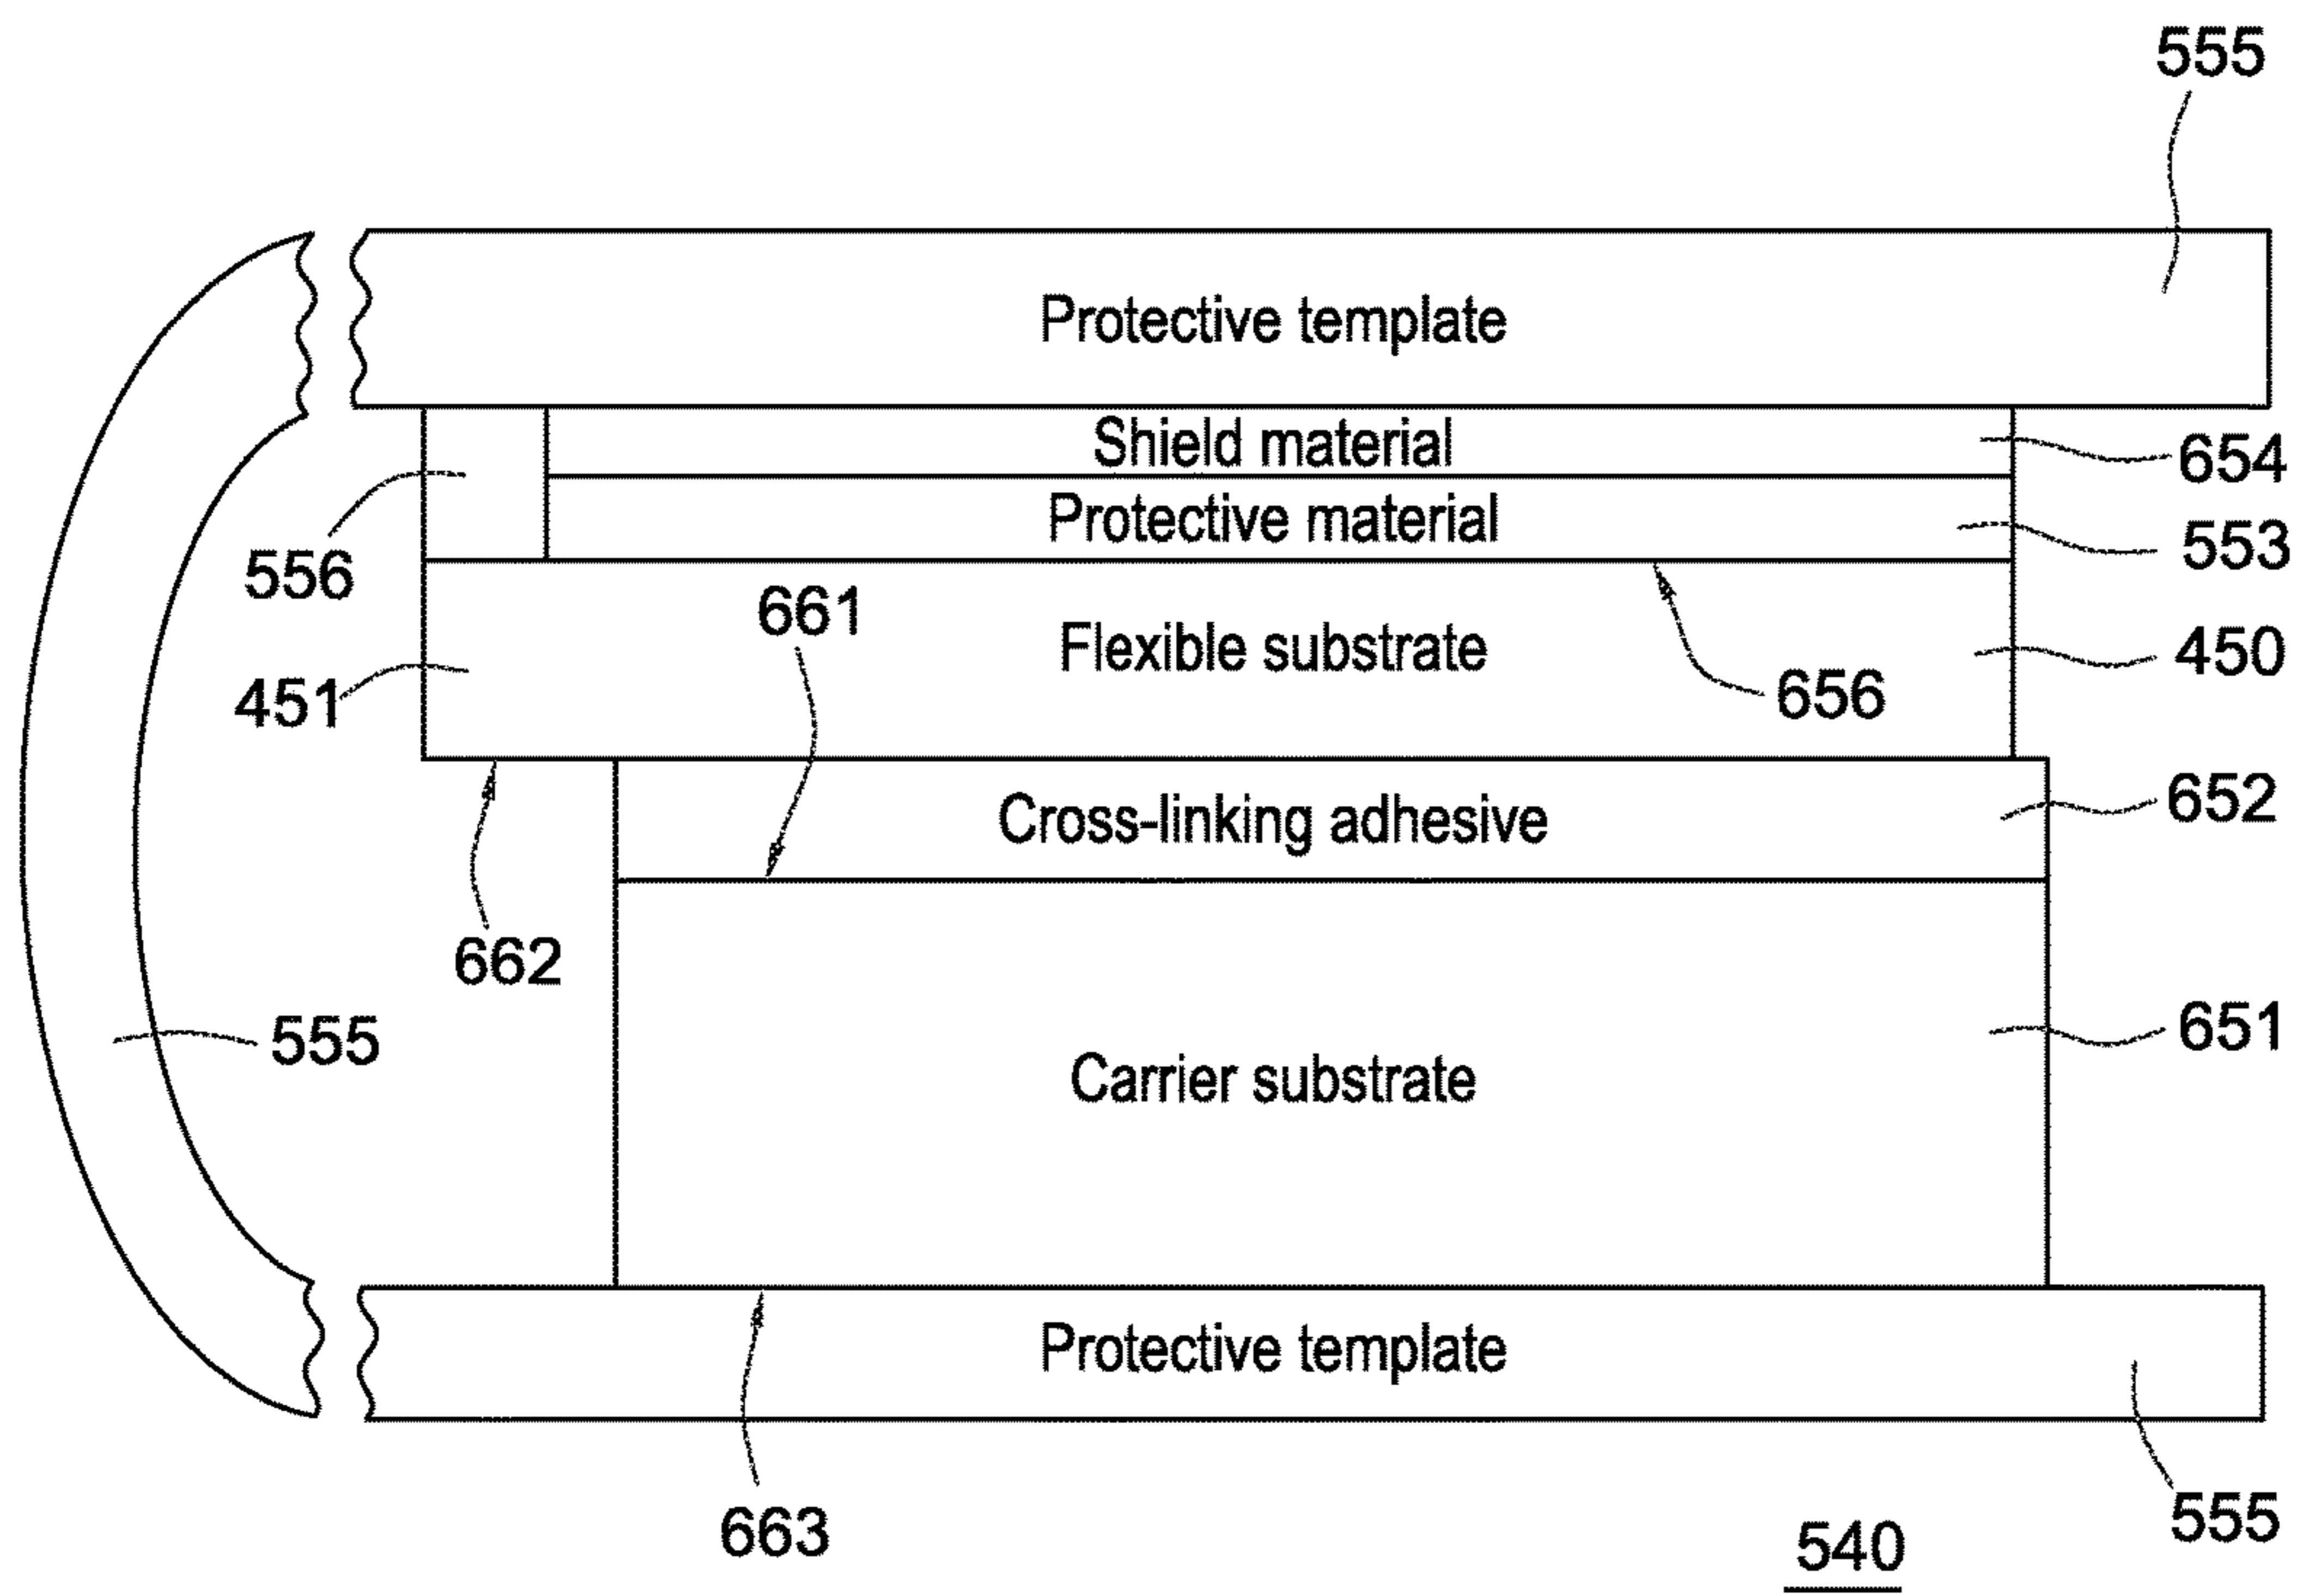 555
Protective template
Shield material
654
Protective material
553
556
661
Flexible substrate
450
451
656
Cross-linking adhesive
652
662
651
555
Carrier substrate
Protective template
663
555
540